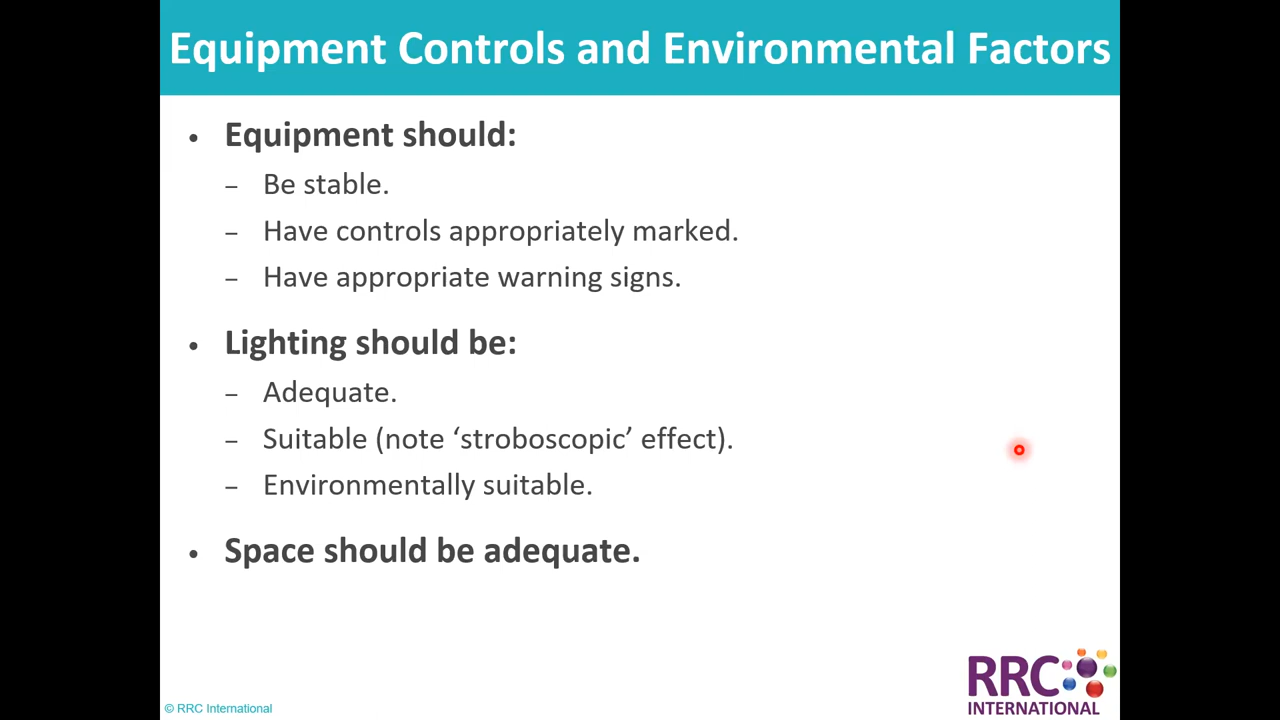 Equipment Controls and Environmental Factors
• Equipment should:
– Be stable.
– Have controls appropriately marked.
– Have appropriate warning signs.
• Lighting should be:
– Adequate.
– Suitable (note ‘stroboscopic’ effect).
– Environmentally suitable.
• Space should be adequate.
RRC
INTERNATIONAL
© RRC International